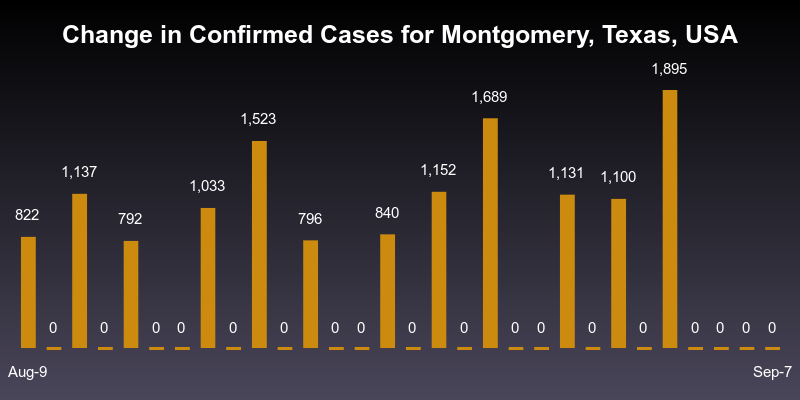 Change in Confirmed Cases for Montgomery, Texas, USA
822 0 1,137 0 792 0 0 1,033 0 1,523 0 796 0 0 840 0 1,152 0 1,689 0 0 1,131 0 1,100 0 1,895 0 0 0 0
Aug-9 Sep-7